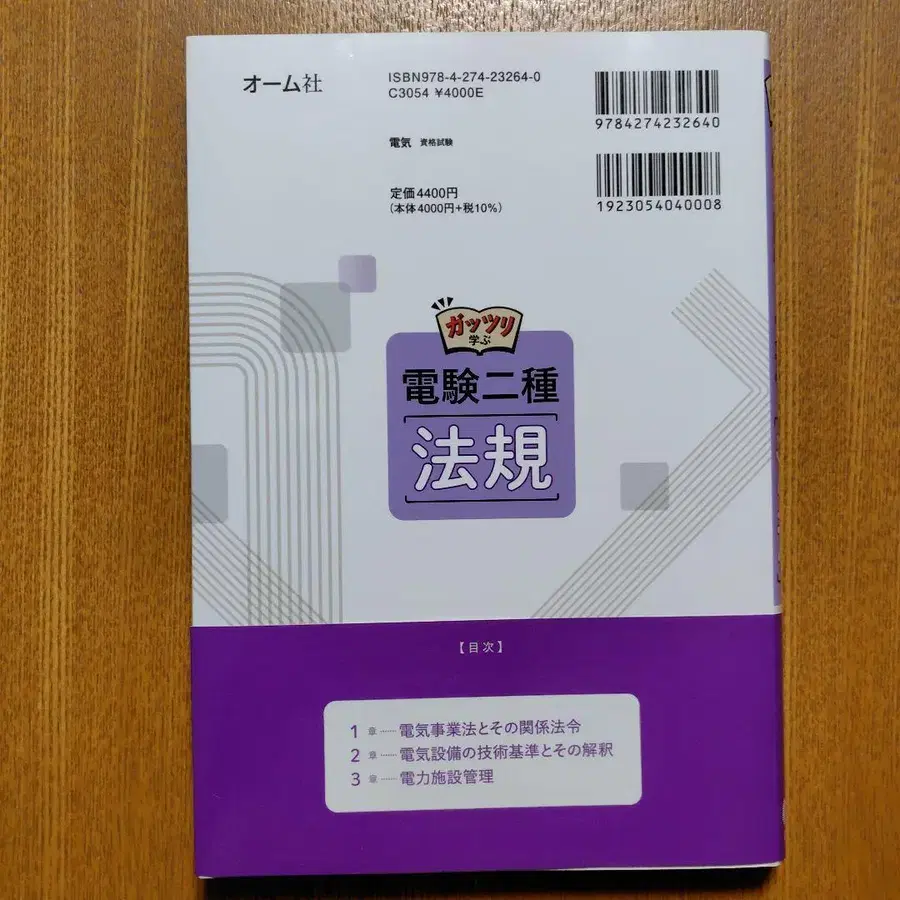 オーム社
ISBN978-4-274-23264-0
C3054 ¥4000E
9784274232640
電気 資格試験
定価4400円
(本体4000円+税10%)
1923054040008
ガッツリ
学ぶ
電験二種
法規
【目次】
1 章 ······ 電気事業法とその関係法令
2 章 ······ 電気設備の技術基準とその解釈
3 章 ······ 電力施設管理